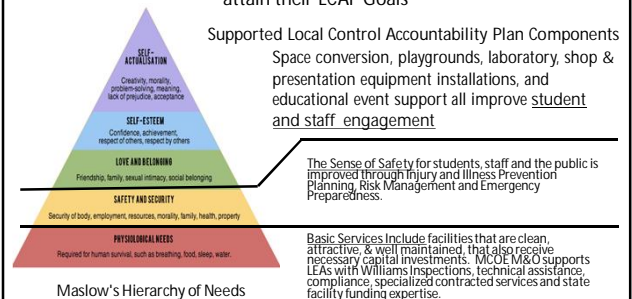 attain their LCAP Goals
Supported Local Control Accountability Plan Components
Space conversion, playgrounds, laboratory, shop &
presentation equipment installations, and
educational event support all improve student
and staff engagement
SELF-
ACTUALISATION
Creativity, morality,
problem-solving, meaning,
lack of prejudice, acceptance
SELF-ESTEEM
Confidence, achievement,
respect of others, respect by others
LOVE AND BELONGING
Friendship, family, sexual intimacy, social belonging
SAFETY AND SECURITY
Security of body, employment, resources, morality, family, health, property
PHYSIOLOGICAL NEEDS
Required for human survival, such as breathing, food, sleep, water.
Maslow's Hierarchy of Needs
The Sense of Safety for students, staff and the public is
improved through Injury and Illness Prevention
Planning, Risk Management and Emergency
Preparedness.
Basic Services Include facilities that are clean,
attractive, & well maintained, that also receive
necessary capital investments. MCOE M&O supports
LEAs with Williams Inspections, technical assistance,
compliance, specialized contracted services and state
facility funding expertise.